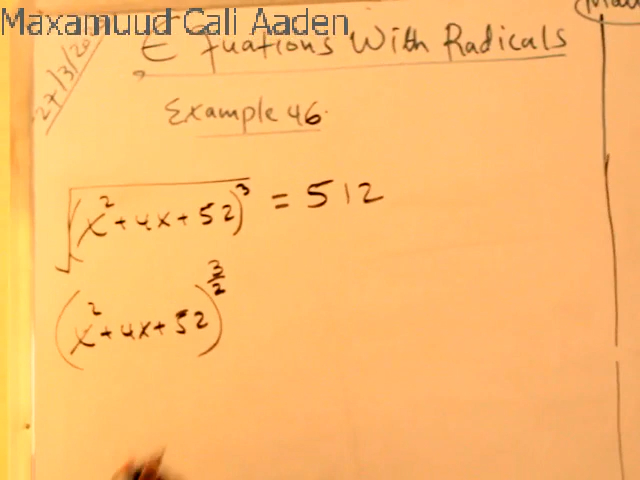 Maxamuud Cali Aaden
Equations With Radicals
Example 46.
√(x² + 4x + 52)³ = 512
(x² + 4x + 52)^(3/2)